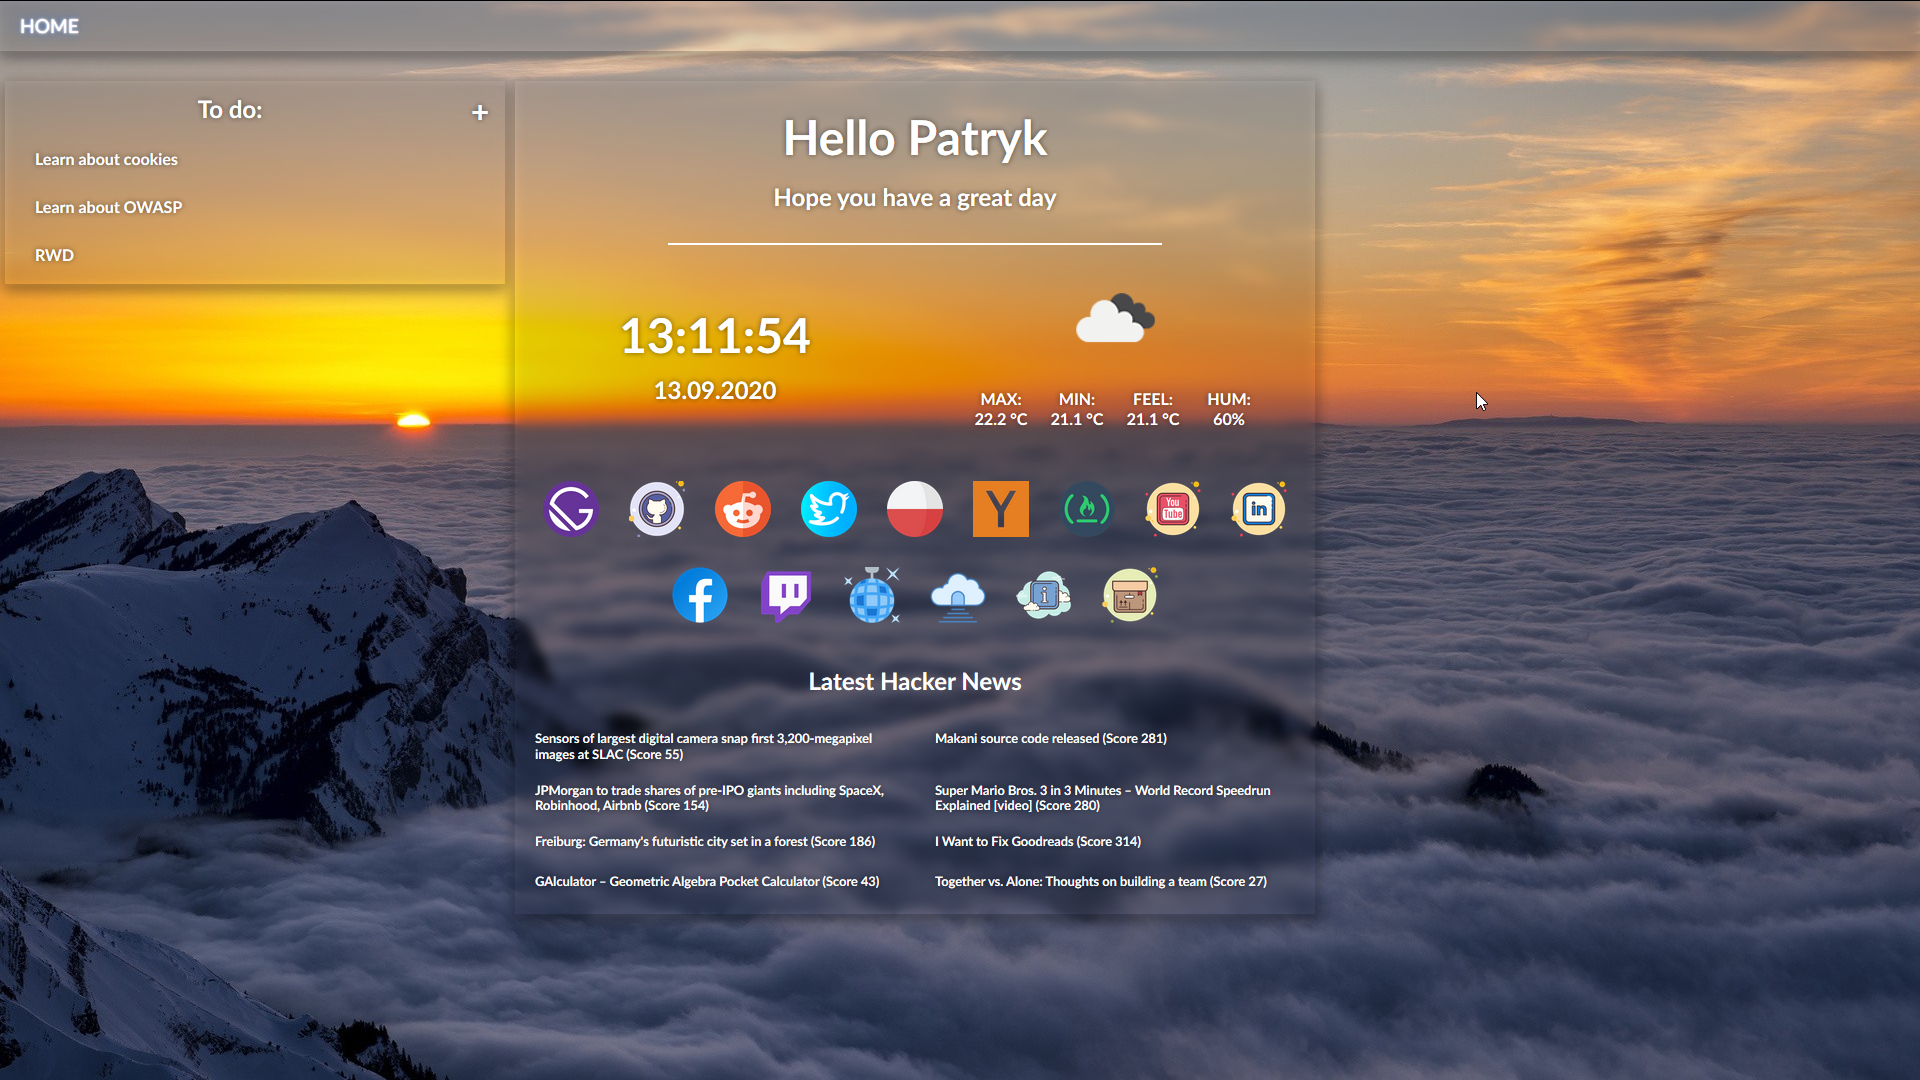 HOME
To do:
+
Learn about cookies
Learn about OWASP
RWD
Hello Patryk
Hope you have a great day
13:11:54
13.09.2020
MAX: MIN: FEEL: HUM:
22.2 °C 21.1 °C 21.1 °C 60%
Y
You
Tube
in
f
i
Latest Hacker News
Sensors of largest digital camera snap first 3,200-megapixel
images at SLAC (Score 55)
Makani source code released (Score 281)
JPMorgan to trade shares of pre-IPO giants including SpaceX,
Robinhood, Airbnb (Score 154)
Super Mario Bros. 3 in 3 Minutes – World Record Speedrun
Explained [video] (Score 280)
Freiburg: Germany's futuristic city set in a forest (Score 186)
I Want to Fix Goodreads (Score 314)
GAlculator – Geometric Algebra Pocket Calculator (Score 43)
Together vs. Alone: Thoughts on building a team (Score 27)